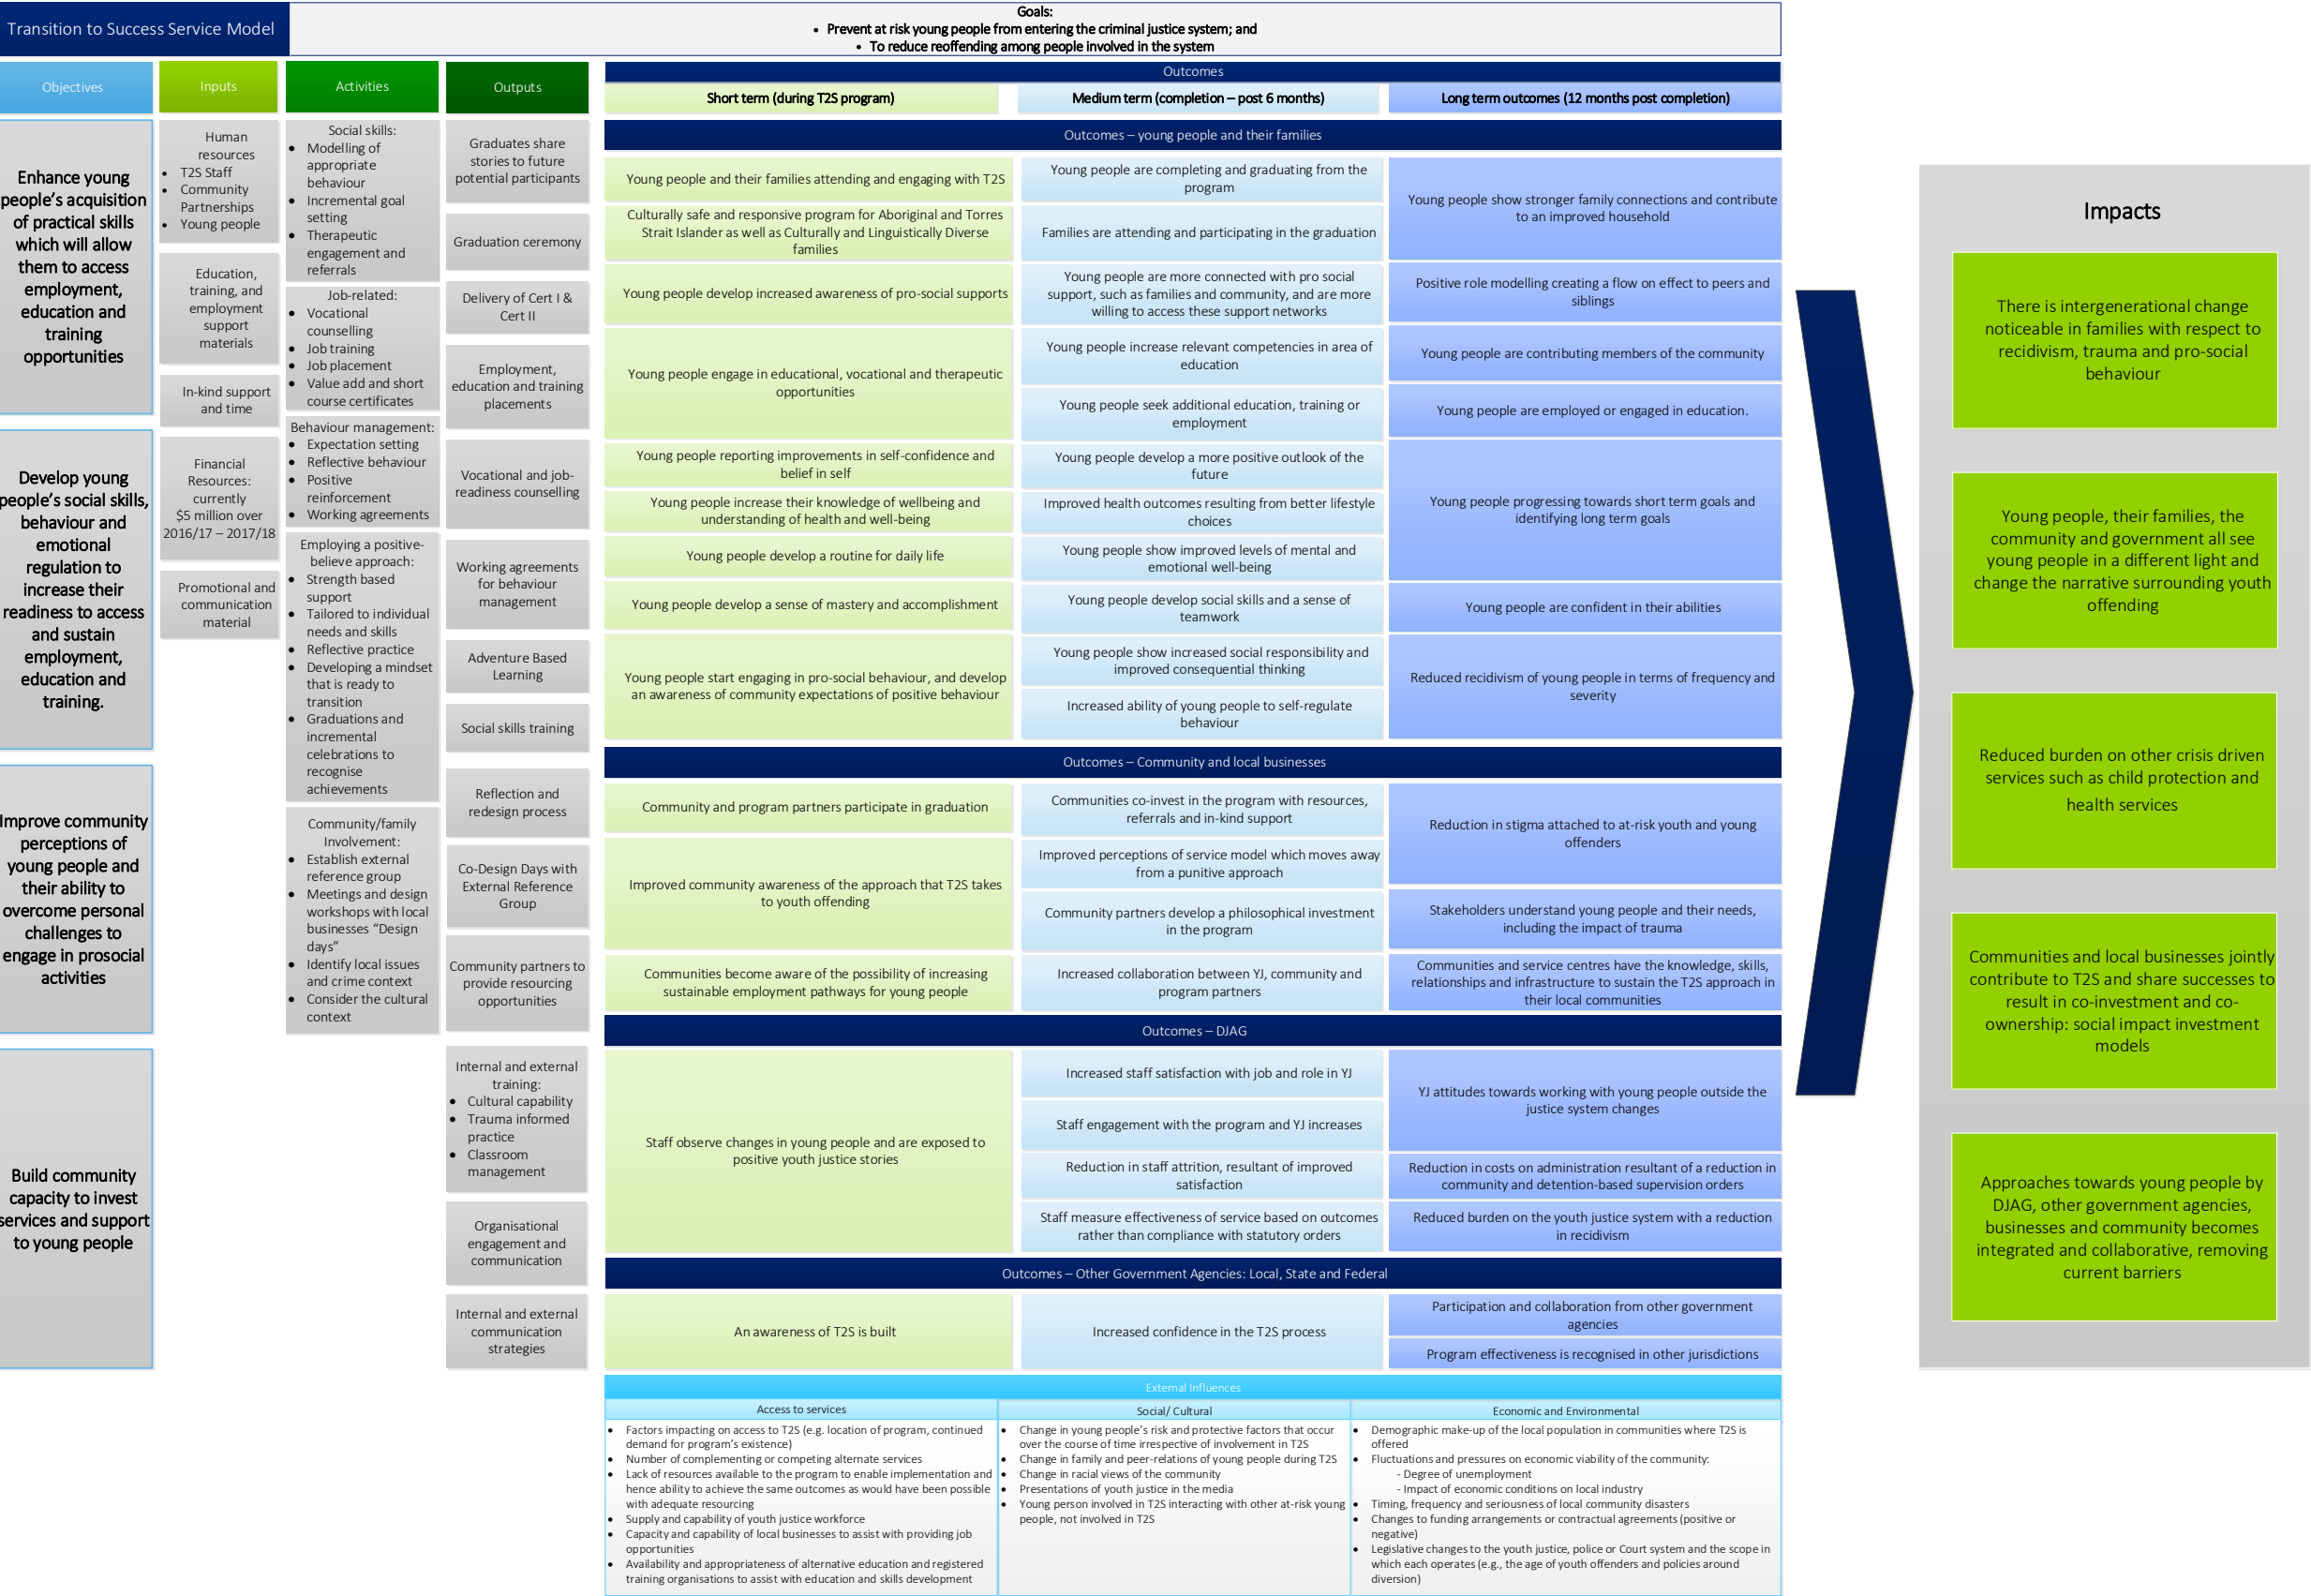 Transition to Success Service Model
Goals:
• Prevent at risk young people from entering the criminal justice system; and
• To reduce reoffending among people involved in the system
Objectives
Inputs
Activities
Outputs
Outcomes
Short term (during T2S program)
Medium term (completion – post 6 months)
Long term outcomes (12 months post completion)
Enhance young
people's acquisition
of practical skills
which will allow
them to access
employment,
education and
training
opportunities
Develop young
people's social skills,
behaviour and
emotional
regulation to
increase their
readiness to access
and sustain
employment,
education and
training.
Improve community
perceptions of
young people and
their ability to
overcome personal
challenges to
engage in prosocial
activities
Build community
capacity to invest
services and support
to young people
Human
resources
• T2S Staff
• Community
Partnerships
• Young people
Education,
training, and
employment
support
materials
In-kind support
and time
Financial
Resources:
currently
$5 million over
2016/17 – 2017/18
Promotional and
communication
material
Social skills:
• Modelling of
appropriate
behaviour
• Incremental goal
setting
• Therapeutic
engagement and
referrals
Job-related:
• Vocational
counselling
• Job training
• Job placement
• Value add and short
course certificates
Behaviour management:
• Expectation setting
• Reflective behaviour
• Positive
reinforcement
• Working agreements
Employing a positive-
believe approach:
• Strength based
support
• Tailored to individual
needs and skills
• Reflective practice
• Developing a mindset
that is ready to
transition
• Graduations and
incremental
celebrations to
recognise
achievements
Community/family
Involvement:
• Establish external
reference group
• Meetings and design
workshops with local
businesses “Design
days”
• Identify local issues
and crime context
• Consider the cultural
context
Graduates share
stories to future
potential participants
Graduation ceremony
Delivery of Cert I &
Cert II
Employment,
education and training
placements
Vocational and job-
readiness counselling
Working agreements
for behaviour
management
Adventure Based
Learning
Social skills training
Reflection and
redesign process
Co-Design Days with
External Reference
Group
Community partners to
provide resourcing
opportunities
Internal and external
training:
• Cultural capability
• Trauma informed
practice
• Classroom
management
Organisational
engagement and
communication
Internal and external
communication
strategies
Outcomes – young people and their families
Young people and their families attending and engaging with T2S
Culturally safe and responsive program for Aboriginal and Torres
Strait Islander as well as Culturally and Linguistically Diverse
families
Young people develop increased awareness of pro-social supports
Young people engage in educational, vocational and therapeutic
opportunities
Young people reporting improvements in self-confidence and
belief in self
Young people increase their knowledge of wellbeing and
understanding of health and well-being
Young people develop a routine for daily life
Young people develop a sense of mastery and accomplishment
Young people start engaging in pro-social behaviour, and develop
an awareness of community expectations of positive behaviour
Young people are completing and graduating from the
program
Families are attending and participating in the graduation
Young people are more connected with pro social
support, such as families and community, and are more
willing to access these support networks
Young people increase relevant competencies in area of
education
Young people seek additional education, training or
employment
Young people develop a more positive outlook of the
future
Improved health outcomes resulting from better lifestyle
choices
Young people show improved levels of mental and
emotional well-being
Young people develop social skills and a sense of
teamwork
Young people show increased social responsibility and
improved consequential thinking
Increased ability of young people to self-regulate
behaviour
Young people show stronger family connections and contribute
to an improved household
Positive role modelling creating a flow on effect to peers and
siblings
Young people are contributing members of the community
Young people are employed or engaged in education.
Young people progressing towards short term goals and
identifying long term goals
Young people are confident in their abilities
Reduced recidivism of young people in terms of frequency and
severity
Outcomes – Community and local businesses
Community and program partners participate in graduation
Improved community awareness of the approach that T2S takes
to youth offending
Communities become aware of the possibility of increasing
sustainable employment pathways for young people
Communities co-invest in the program with resources,
referrals and in-kind support
Improved perceptions of service model which moves away
from a punitive approach
Community partners develop a philosophical investment
in the program
Increased collaboration between YJ, community and
program partners
Reduction in stigma attached to at-risk youth and young
offenders
Stakeholders understand young people and their needs,
including the impact of trauma
Communities and service centres have the knowledge, skills,
relationships and infrastructure to sustain the T2S approach in
their local communities
Outcomes – DJAG
Staff observe changes in young people and are exposed to
positive youth justice stories
Increased staff satisfaction with job and role in YJ
Staff engagement with the program and YJ increases
Reduction in staff attrition, resultant of improved
satisfaction
Staff measure effectiveness of service based on outcomes
rather than compliance with statutory orders
YJ attitudes towards working with young people outside the
justice system changes
Reduction in costs on administration resultant of a reduction in
community and detention-based supervision orders
Reduced burden on the youth justice system with a reduction
in recidivism
Outcomes – Other Government Agencies: Local, State and Federal
An awareness of T2S is built
Increased confidence in the T2S process
Participation and collaboration from other government
agencies
Program effectiveness is recognised in other jurisdictions
External Influences
Access to services
• Factors impacting on access to T2S (e.g. location of program, continued
demand for program's existence)
• Number of complementing or competing alternate services
• Lack of resources available to the program to enable implementation and
hence ability to achieve the same outcomes as would have been possible
with adequate resourcing
• Supply and capability of youth justice workforce
• Capacity and capability of local businesses to assist with providing job
opportunities
• Availability and appropriateness of alternative education and registered
training organisations to assist with education and skills development
Social/ Cultural
• Change in young people's risk and protective factors that occur
over the course of time irrespective of involvement in T2S
• Change in family and peer-relations of young people during T2S
• Change in racial views of the community
• Presentations of youth justice in the media
• Young person involved in T2S interacting with other at-risk young
people, not involved in T2S
Economic and Environmental
• Demographic make-up of the local population in communities where T2S is
offered
• Fluctuations and pressures on economic viability of the community:
- Degree of unemployment
- Impact of economic conditions on local industry
• Timing, frequency and seriousness of local community disasters
• Changes to funding arrangements or contractual agreements (positive or
negative)
• Legislative changes to the youth justice, police or Court system and the scope in
which each operates (e.g., the age of youth offenders and policies around
diversion)
Impacts
There is intergenerational change
noticeable in families with respect to
recidivism, trauma and pro-social
behaviour
Young people, their families, the
community and government all see
young people in a different light and
change the narrative surrounding youth
offending
Reduced burden on other crisis driven
services such as child protection and
health services
Communities and local businesses jointly
contribute to T2S and share successes to
result in co-investment and co-
ownership: social impact investment
models
Approaches towards young people by
DJAG, other government agencies,
businesses and community becomes
integrated and collaborative, removing
current barriers